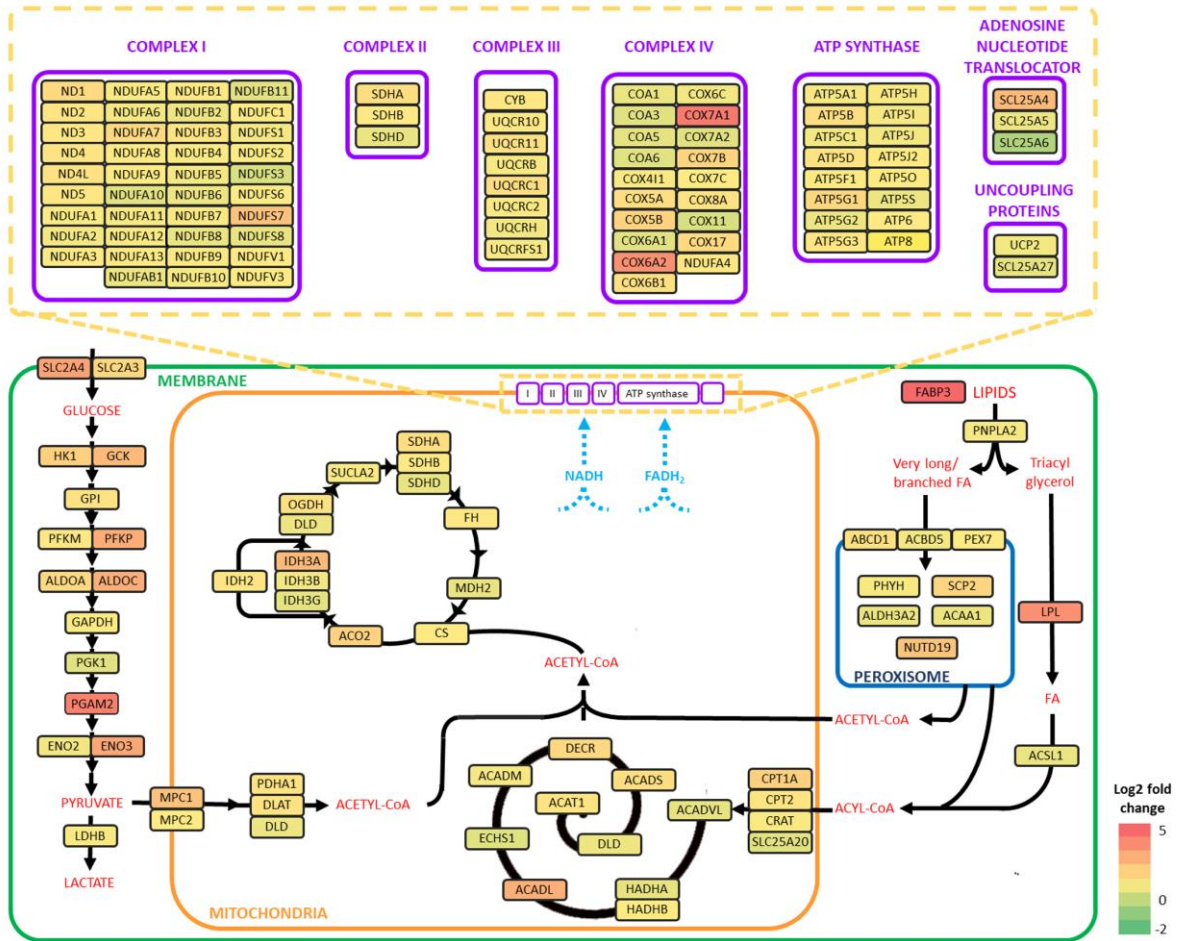 COMPLEX I
COMPLEX II
COMPLEX III
COMPLEX IV
ATP SYNTHASE
ADENOSINE
NUCLEOTIDE
TRANSLOCATOR
ND1 NDUFA5 NDUFB1 NDUFB11
ND2 NDUFA6 NDUFB2 NDUFC1
ND3 NDUFA7 NDUFB3 NDUFS1
ND4 NDUFA8 NDUFB4 NDUFS2
ND4L NDUFA9 NDUFB5 NDUFS3
ND5 NDUFA10 NDUFB6 NDUFS6
NDUFA1 NDUFA11 NDUFB7 NDUFS7
NDUFA2 NDUFA12 NDUFB8 NDUFS8
NDUFA3 NDUFA13 NDUFB9 NDUFV1
NDUFAB1 NDUFB10 NDUFV3
SDHA
SDHB
SDHD
CYB
UQCR10
UQCR11
UQCRB
UQCRC1
UQCRC2
UQCRH
UQCRFS1
COA1 COX6C
COA3 COX7A1
COA5 COX7A2
COA6 COX7B
COX4I1 COX7C
COX5A COX8A
COX5B COX11
COX6A1 COX17
COX6A2 NDUFA4
COX6B1
ATP5A1 ATP5H
ATP5B ATP5I
ATP5C1 ATP5J
ATP5D ATP5J2
ATP5F1 ATP5O
ATP5G1 ATP5S
ATP5G2 ATP6
ATP5G3 ATP8
SCL25A4
SCL25A5
SLC25A6
UNCOUPLING
PROTEINS
UCP2
SCL25A27
SLC2A4 SLC2A3
MEMBRANE
GLUCOSE
HK1 GCK
GPI
PFKM PFKP
ALDOA ALDOC
GAPDH
PGK1
PGAM2
ENO2 ENO3
PYRUVATE
LDHB
LACTATE
MPC1
MPC2
PDHA1
DLAT
DLD
ACETYL-CoA
I II III IV ATP synthase
NADH
FADH2
SUCLA2
SDHA
SDHB
SDHD
OGDH
DLD
FH
IDH2
IDH3A
IDH3B
IDH3G
MDH2
ACO2
CS
ACETYL-CoA
DECR
ACADM
ACADS
ACAT1
ACADVL
ECHS1
DLD
ACADL
HADHA
HADHB
MITOCHONDRIA
CPT1A
CPT2
CRAT
SLC25A20
ACYL-CoA
ACETYL-CoA
FABP3
LIPIDS
PNPLA2
Very long/
branched FA
Triacyl
glycerol
ABCD1 ACBD5 PEX7
PHYH SCP2
ALDH3A2 ACAA1
NUTD19
PEROXISOME
LPL
FA
ACSL1
Log2 fold
change
5
0
-2